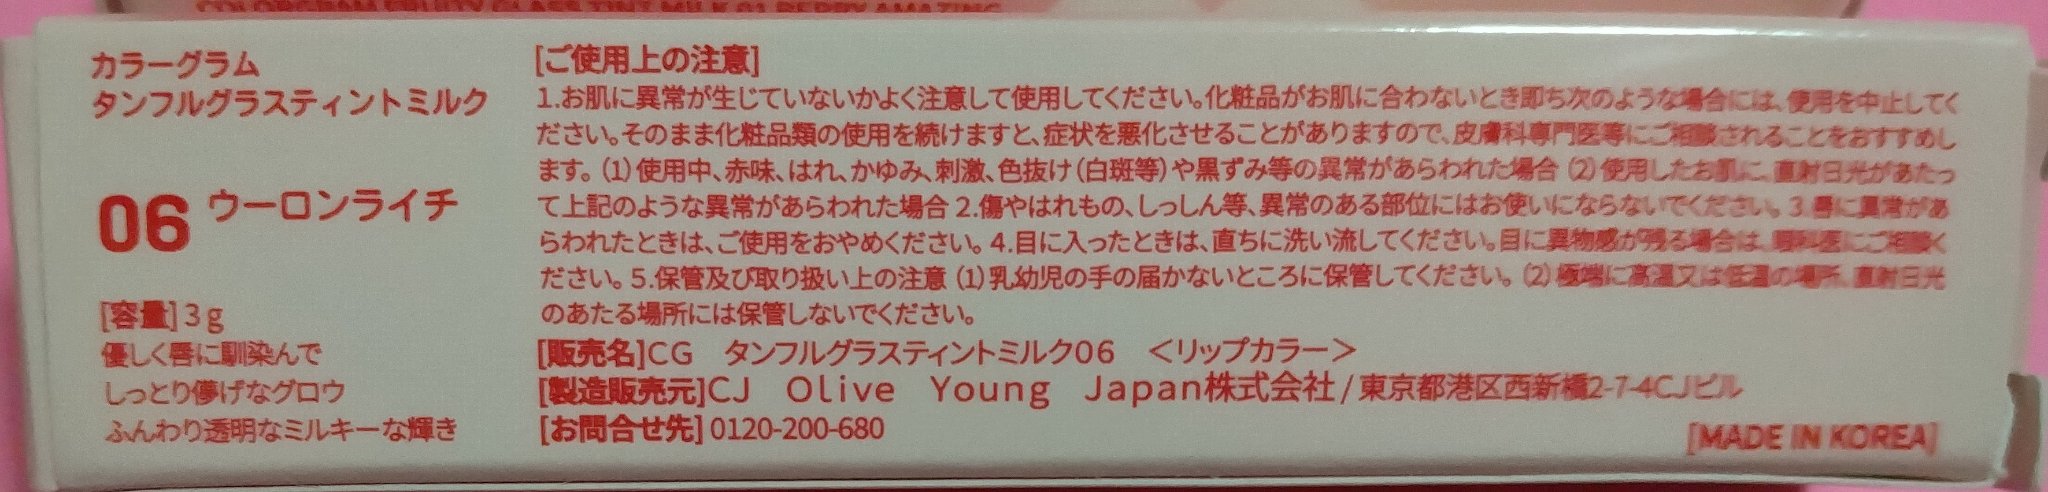 COLORGRAM FRUITY GLASS TINT MILK 01 BERRY AMAZING
カラーグラム
タンフルグラスティントミルク
06 ウーロンライチ
[容量] 3g
優しく唇に馴染んで
しっとり儚げなグロウ
ふんわり透明なミルキーな輝き
[ご使用上の注意]
1.お肌に異常が生じていないかよく注意して使用してください。化粧品がお肌に合わないとき即ち次のような場合には、使用を中止してく
ださい。そのまま化粧品類の使用を続けますと、症状を悪化させることがありますので、皮膚科専門医等にご相談されることをおすすめし
ます。(1)使用中、赤味、はれ、かゆみ、刺激、色抜け(白斑等)や黒ずみ等の異常があらわれた場合 (2)使用したお肌に、直射日光があたっ
て上記のような異常があらわれた場合 2.傷やはれもの、しっしん等、異常のある部位にはお使いにならないでください。3.唇に異常があ
らわれたときは、ご使用をおやめください。4.目に入ったときは、直ちに洗い流してください。目に異物感が残る場合は、眼科医にご相談く
ださい。5.保管及び取り扱い上の注意 (1)乳幼児の手の届かないところに保管してください。(2)極端に高温又は低温の場所、直射日光
のあたる場所には保管しないでください。
[販売名]CG タンフルグラスティントミルク06 ＜リップカラー＞
[製造販売元]CJ Olive Young Japan株式会社/東京都港区西新橋2-7-4CJビル
[お問合せ先] 0120-200-680
[MADE IN KOREA]